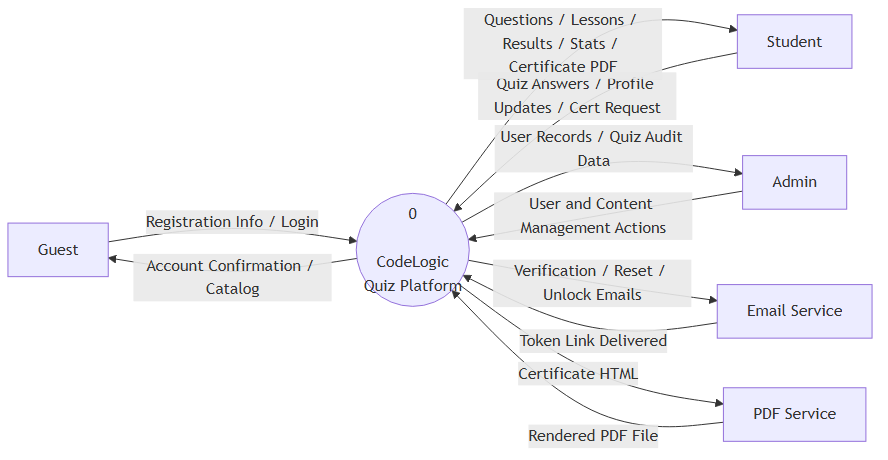 Questions / Lessons /
Results / Stats /
Certificate PDF
Student
Quiz Answers / Profile
Updates / Cert Request
User Records / Quiz Audit
Data
Admin
User and Content
Management Actions
0
CodeLogic
Quiz Platform
Registration Info / Login
Guest
Account Confirmation /
Catalog
Verification / Reset /
Unlock Emails
Email Service
Token Link Delivered
Certificate HTML
PDF Service
Rendered PDF File